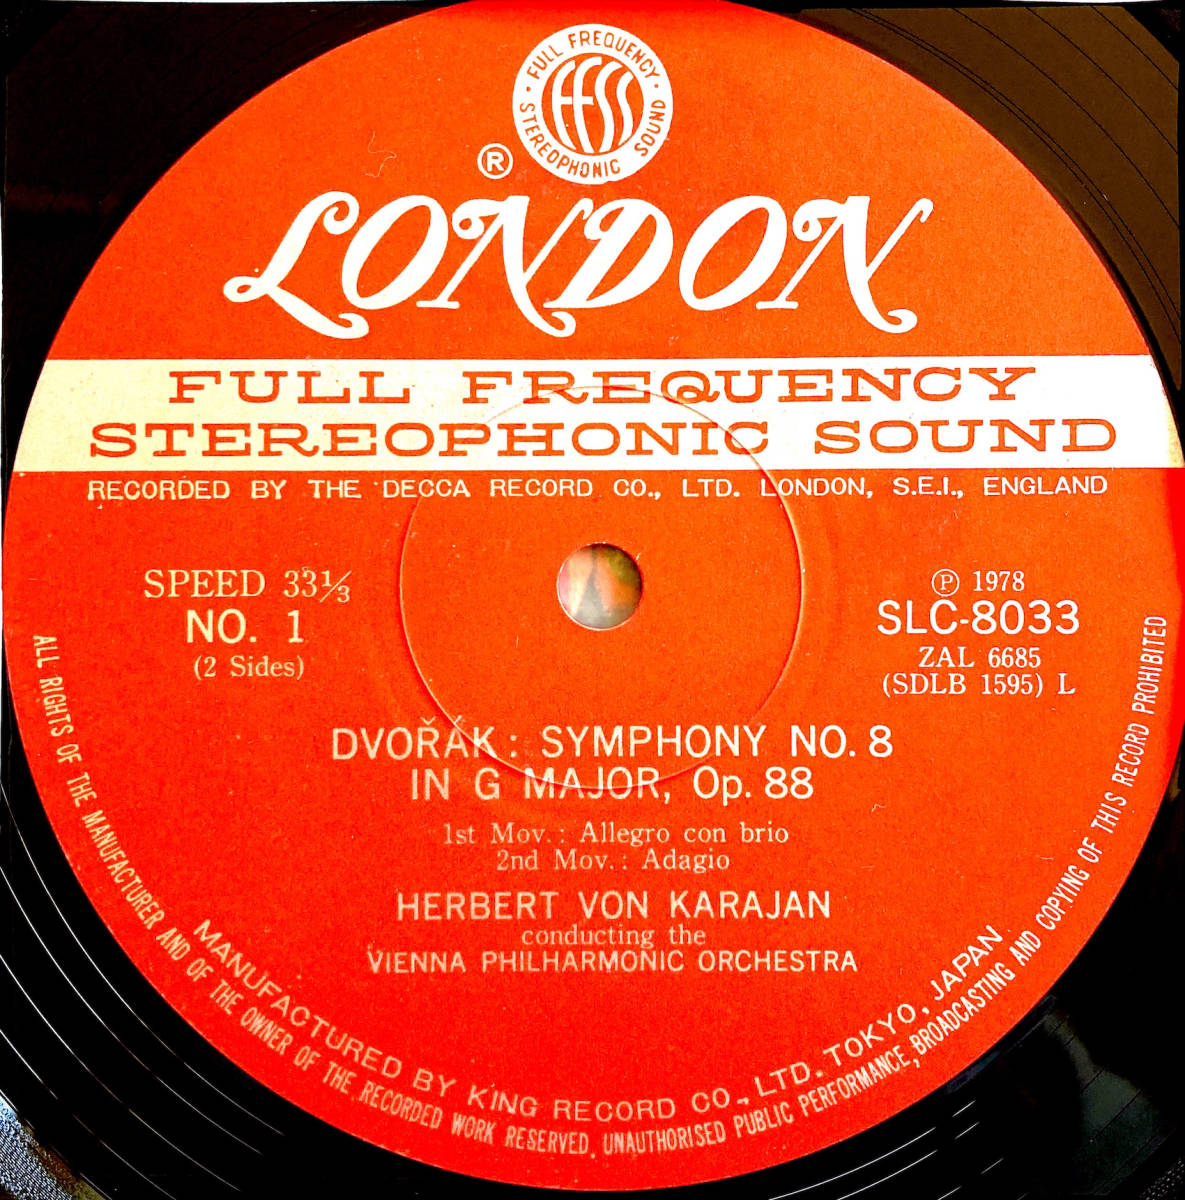 FULL FREQUENCY
FFSS
STEREOPHONIC SOUND
®
LONDON
FULL FREQUENCY
STEREOPHONIC SOUND
RECORDED BY THE DECCA RECORD CO., LTD. LONDON, S.E.I., ENGLAND
SPEED 33⅓
NO. 1
(2 Sides)
℗ 1978
SLC-8033
ZAL 6685
(SDLB 1595) L
DVOŘÁK: SYMPHONY NO. 8
IN G MAJOR, Op. 88
1st Mov.: Allegro con brio
2nd Mov.: Adagio
HERBERT VON KARAJAN
conducting the
VIENNA PHILHARMONIC ORCHESTRA
MANUFACTURED BY KING RECORD CO., LTD. TOKYO, JAPAN
ALL RIGHTS OF THE MANUFACTURER AND OF THE OWNER OF THE RECORDED WORK RESERVED. UNAUTHORISED PUBLIC PERFORMANCE, BROADCASTING AND COPYING OF THIS RECORD PROHIBITED